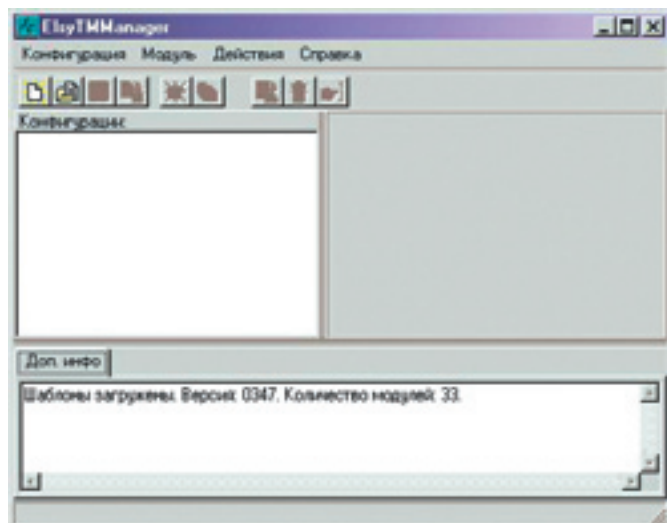 ElsyTMManager
Конфигурация Модуль Действия Справка
Конфигурации:
Доп. инфо
Шаблоны загружены. Версия: 0347. Количество модулей: 33.